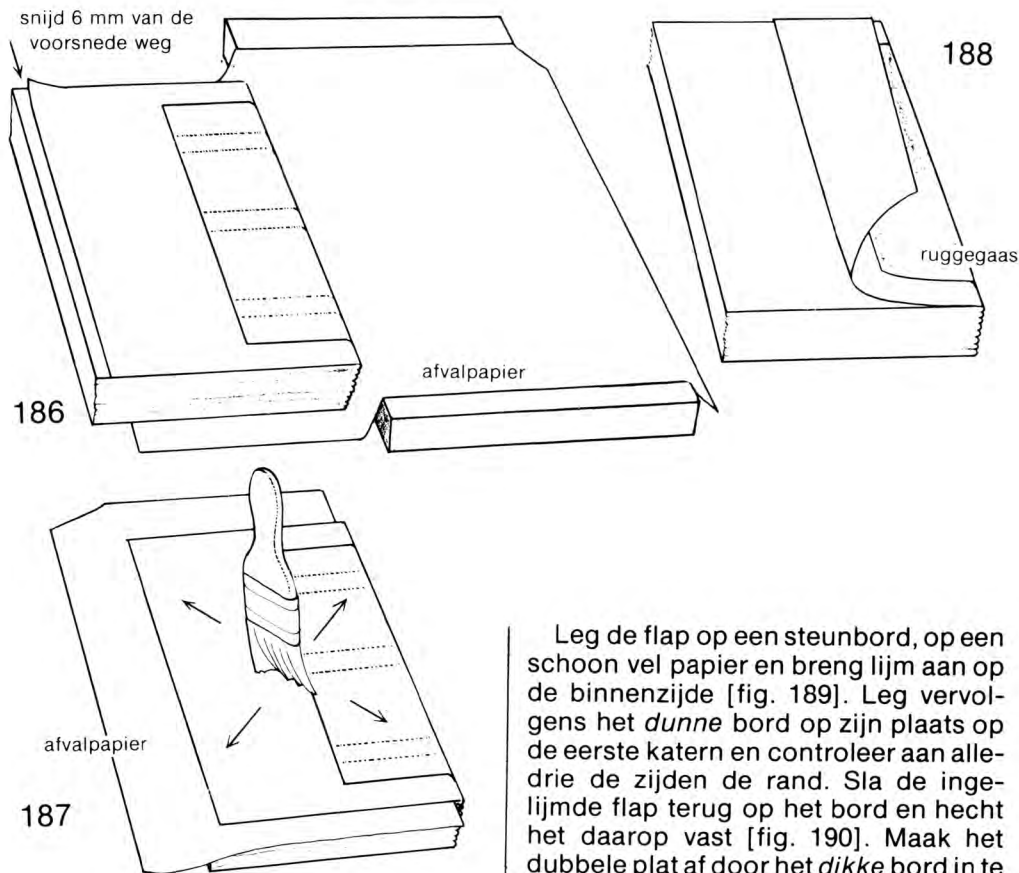 snijd 6 mm van de
voorsnede weg
188
ruggegaas
afvalpapier
186
afvalpapier
187
Leg de flap op een steunbord, op een
schoon vel papier en breng lijm aan op
de binnenzijde [fig. 189]. Leg vervol-
gens het dunne bord op zijn plaats op
de eerste katern en controleer aan alle-
drie de zijden de rand. Sla de inge-
lijmde flap terug op het bord en hecht
het daarop vast [fig. 190]. Maak het
dubbele plat af door het dikke bord in te